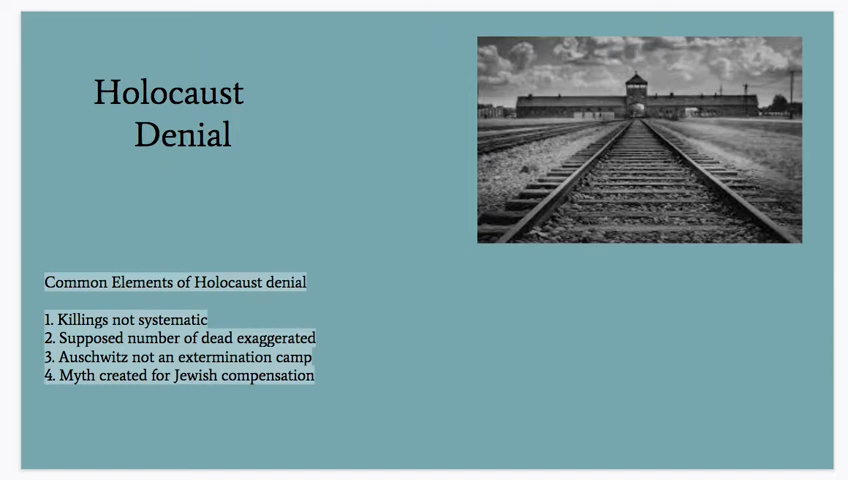 Holocaust
Denial
Common Elements of Holocaust denial
1. Killings not systematic
2. Supposed number of dead exaggerated
3. Auschwitz not an extermination camp
4. Myth created for Jewish compensation